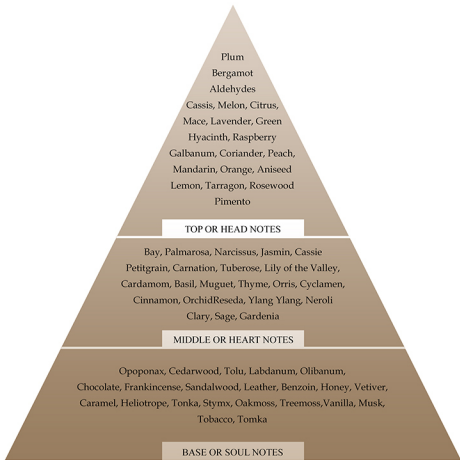 Plum
Bergamot
Aldehydes
Cassis, Melon, Citrus,
Mace, Lavender, Green
Hyacinth, Raspberry
Galbanum, Coriander, Peach,
Mandarin, Orange, Aniseed
Lemon, Tarragon, Rosewood
Pimento
TOP OR HEAD NOTES
Bay, Palmarosa, Narcissus, Jasmin, Cassie
Petitgrain, Carnation, Tuberose, Lily of the Valley,
Cardamom, Basil, Muguet, Thyme, Orris, Cyclamen,
Cinnamon, OrchidReseda, Ylang Ylang, Neroli
Clary, Sage, Gardenia
MIDDLE OR HEART NOTES
Opoponax, Cedarwood, Tolu, Labdanum, Olibanum,
Chocolate, Frankincense, Sandalwood, Leather, Benzoin, Honey, Vetiver,
Caramel, Heliotrope, Tonka, Stymx, Oakmoss, Treemoss,Vanilla, Musk,
Tobacco, Tomka
BASE OR SOUL NOTES